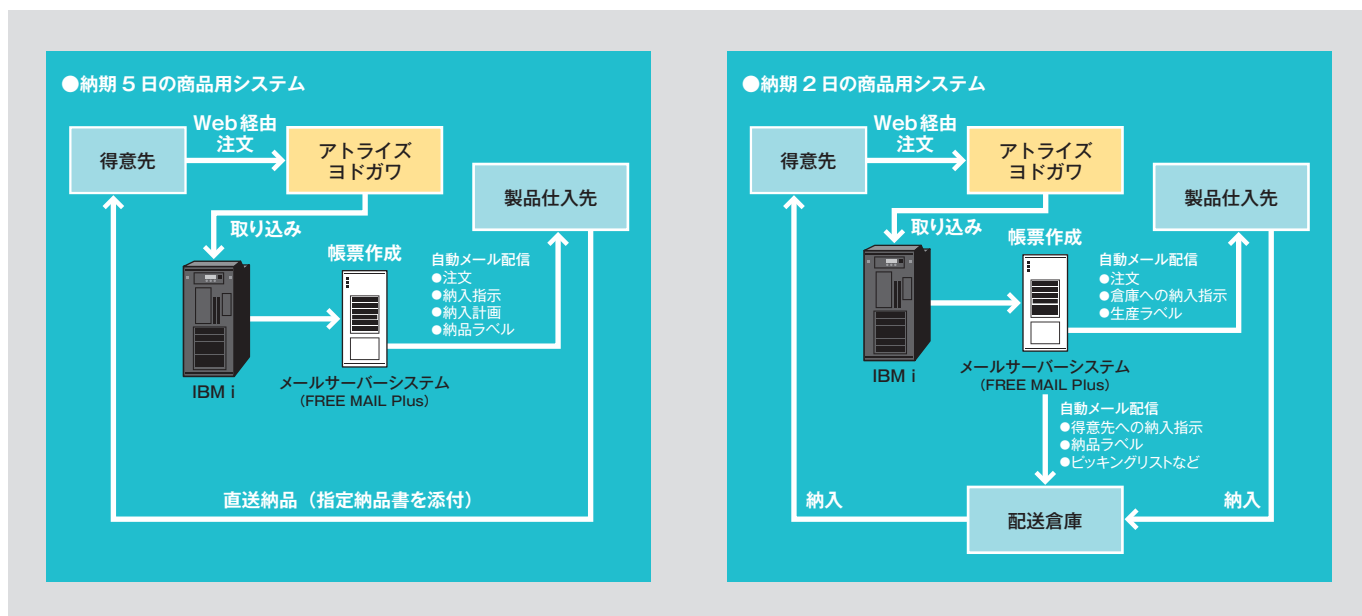 ●納期5日の商品用システム
Web経由
注文
得意先
アトライズ
ヨドガワ
製品仕入先
取り込み
帳票作成
自動メール配信
●注文
●納入指示
●納入計画
●納品ラベル
IBM i
メールサーバーシステム
(FREE MAIL Plus)
直送納品（指定納品書を添付）
●納期2日の商品用システム
Web経由
注文
得意先
アトライズ
ヨドガワ
製品仕入先
取り込み
帳票作成
自動メール配信
●注文
●倉庫への納入指示
●生産ラベル
IBM i
メールサーバーシステム
(FREE MAIL Plus)
自動メール配信
●得意先への納入指示
●納品ラベル
●ピッキングリストなど
納入
配送倉庫
納入